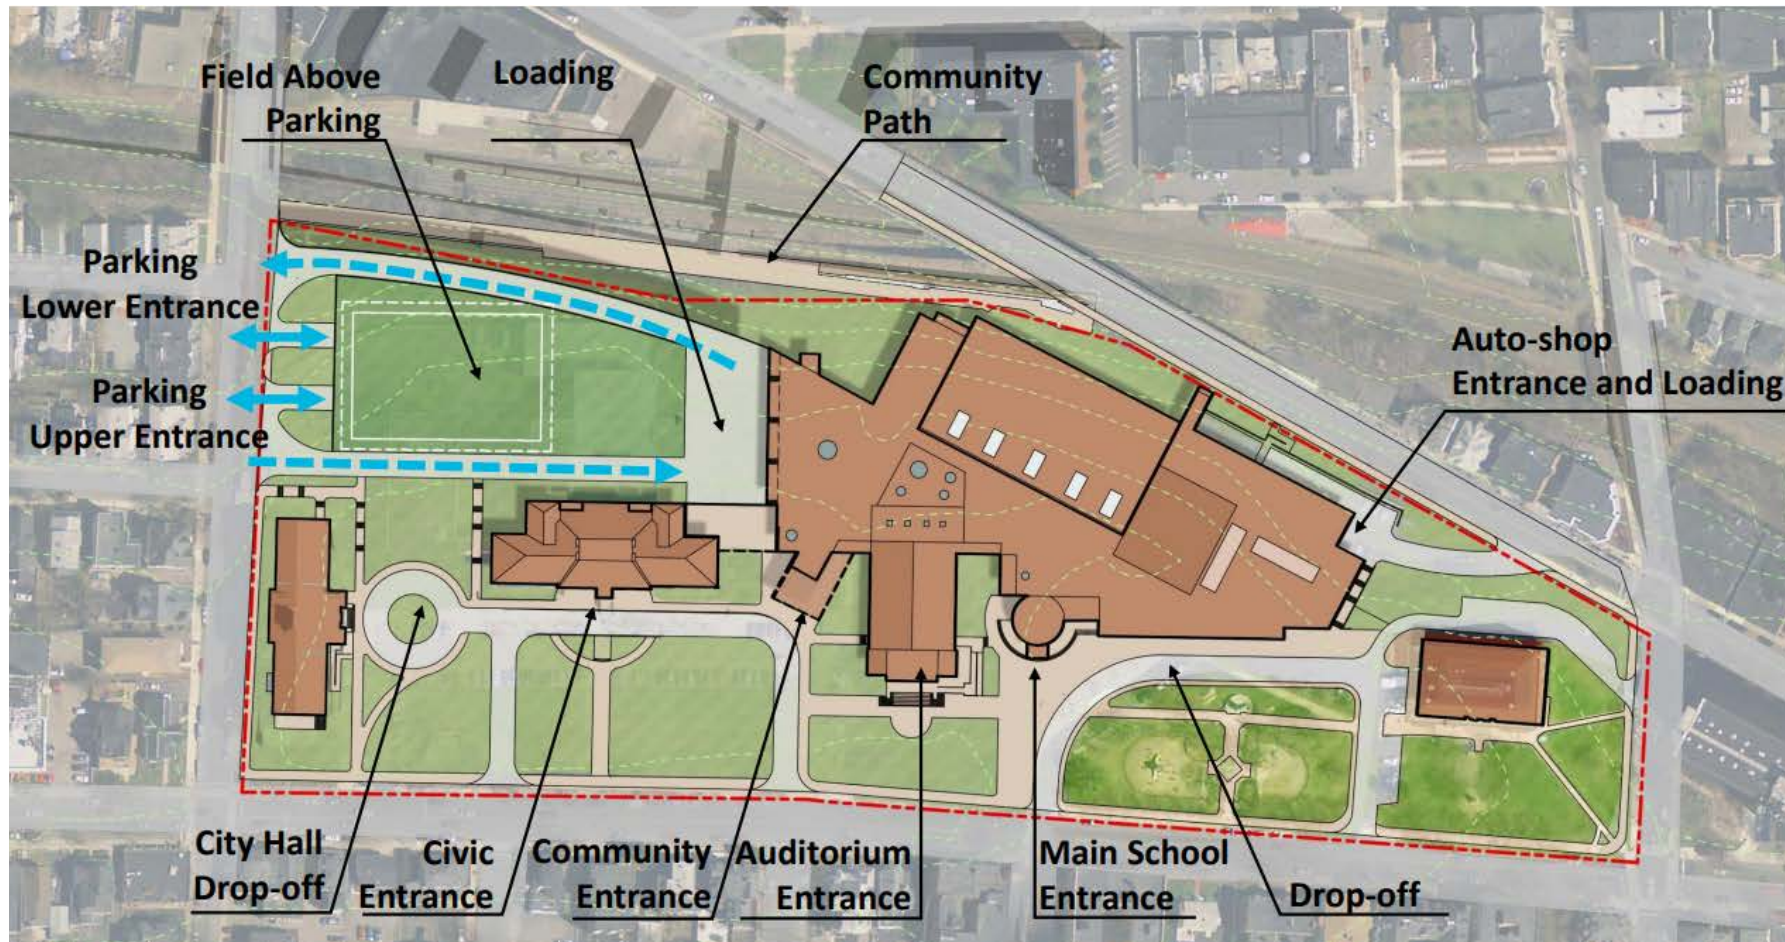 Field Above
Parking
Loading
Community
Path
Parking
Lower Entrance
Parking
Upper Entrance
Auto-shop
Entrance and Loading
City Hall
Drop-off
Civic
Entrance
Community
Entrance
Auditorium
Entrance
Main School
Entrance
Drop-off